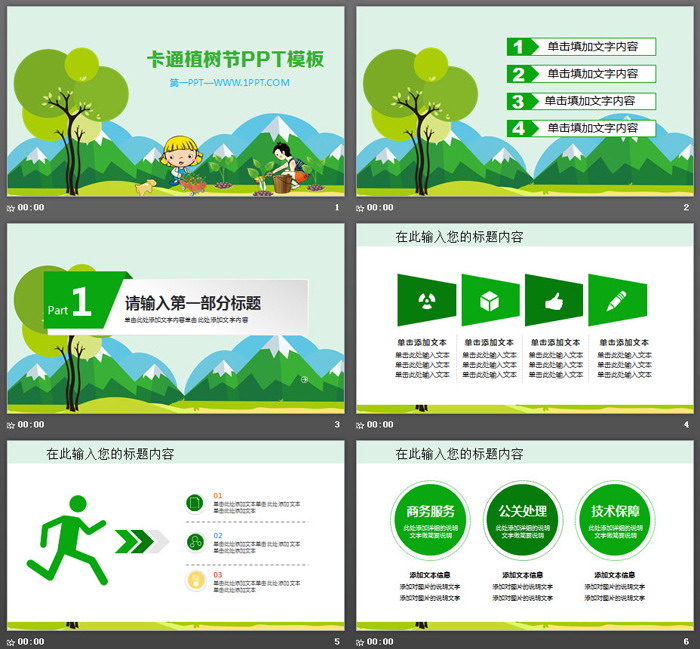 卡通植树节PPT模板
第一PPT—WWW.1PPT.COM
00:00
1
1 单击填加文字内容
2 单击填加文字内容
3 单击填加文字内容
4 单击填加文字内容
00:00
2
Part 1
请输入第一部分标题
单击此处添加文字内容单击此处添加文字内容
00:00
3
在此输入您的标题内容
单击添加文本 单击添加文本 单击添加文本 单击添加文本
单击此处输入文本 单击此处输入文本 单击此处输入文本 单击此处输入文本
单击此处输入文本 单击此处输入文本 单击此处输入文本 单击此处输入文本
单击此处输入文本 单击此处输入文本 单击此处输入文本 单击此处输入文本
00:00
4
在此输入您的标题内容
01
单击此处添加文本单击此处添加文本
单击此处添加文本
02
单击此处添加文本单击此处添加文本
单击此处添加文本
03
单击此处添加文本单击此处添加文本
单击此处添加文本
00:00
5
在此输入您的标题内容
商务服务 公关处理 技术保障
此处添加详细的说明 此处添加详细的说明 此处添加详细的说明
文字做简要说明 文字做简要说明 文字做简要说明
添加文本信息 添加文本信息 添加文本信息
添加对图片的说明文字 添加对图片的说明文字 添加对图片的说明文字
添加对图片的说明文字 添加对图片的说明文字 添加对图片的说明文字
00:00
6